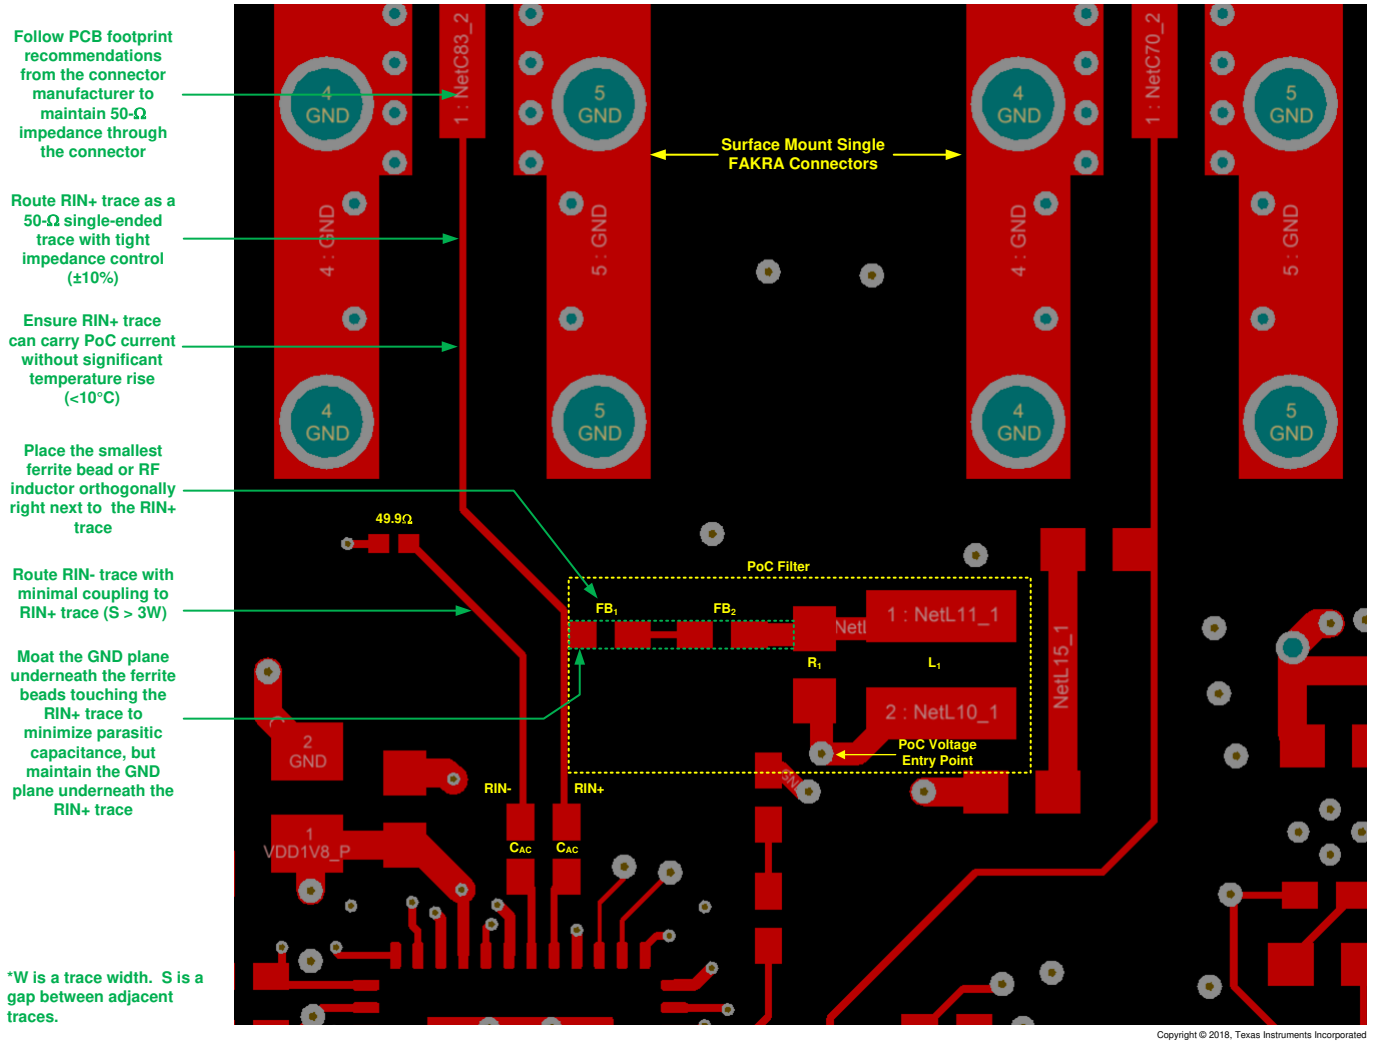 Follow PCB footprint
recommendations
from the connector
manufacturer to
maintain 50-Ω
impedance through
the connector
Route RIN+ trace as a
50-Ω single-ended
trace with tight
impedance control
(±10%)
Ensure RIN+ trace
can carry PoC current
without significant
temperature rise
(<10°C)
Place the smallest
ferrite bead or RF
inductor orthogonally
right next to the RIN+
trace
Route RIN- trace with
minimal coupling to
RIN+ trace (S > 3W)
Moat the GND plane
underneath the ferrite
beads touching the
RIN+ trace to
minimize parasitic
capacitance, but
maintain the GND
plane underneath the
RIN+ trace
*W is a trace width. S is a
gap between adjacent
traces.
1 : NetC83_2
1 : NetC70_2
4
GND
5
GND
4
GND
5
GND
Surface Mount Single
FAKRA Connectors
4 : GND
5 : GND
4 : GND
5 : GND
4
GND
5
GND
4
GND
5
GND
49.9Ω
PoC Filter
FB1
FB2
NetL
1 : NetL11_1
R1
L1
NetL15_1
2 : NetL10_1
PoC Voltage
Entry Point
2
GND
RIN-
RIN+
1
VDD1V8_P
CAC
CAC
Copyright © 2018, Texas Instruments Incorporated